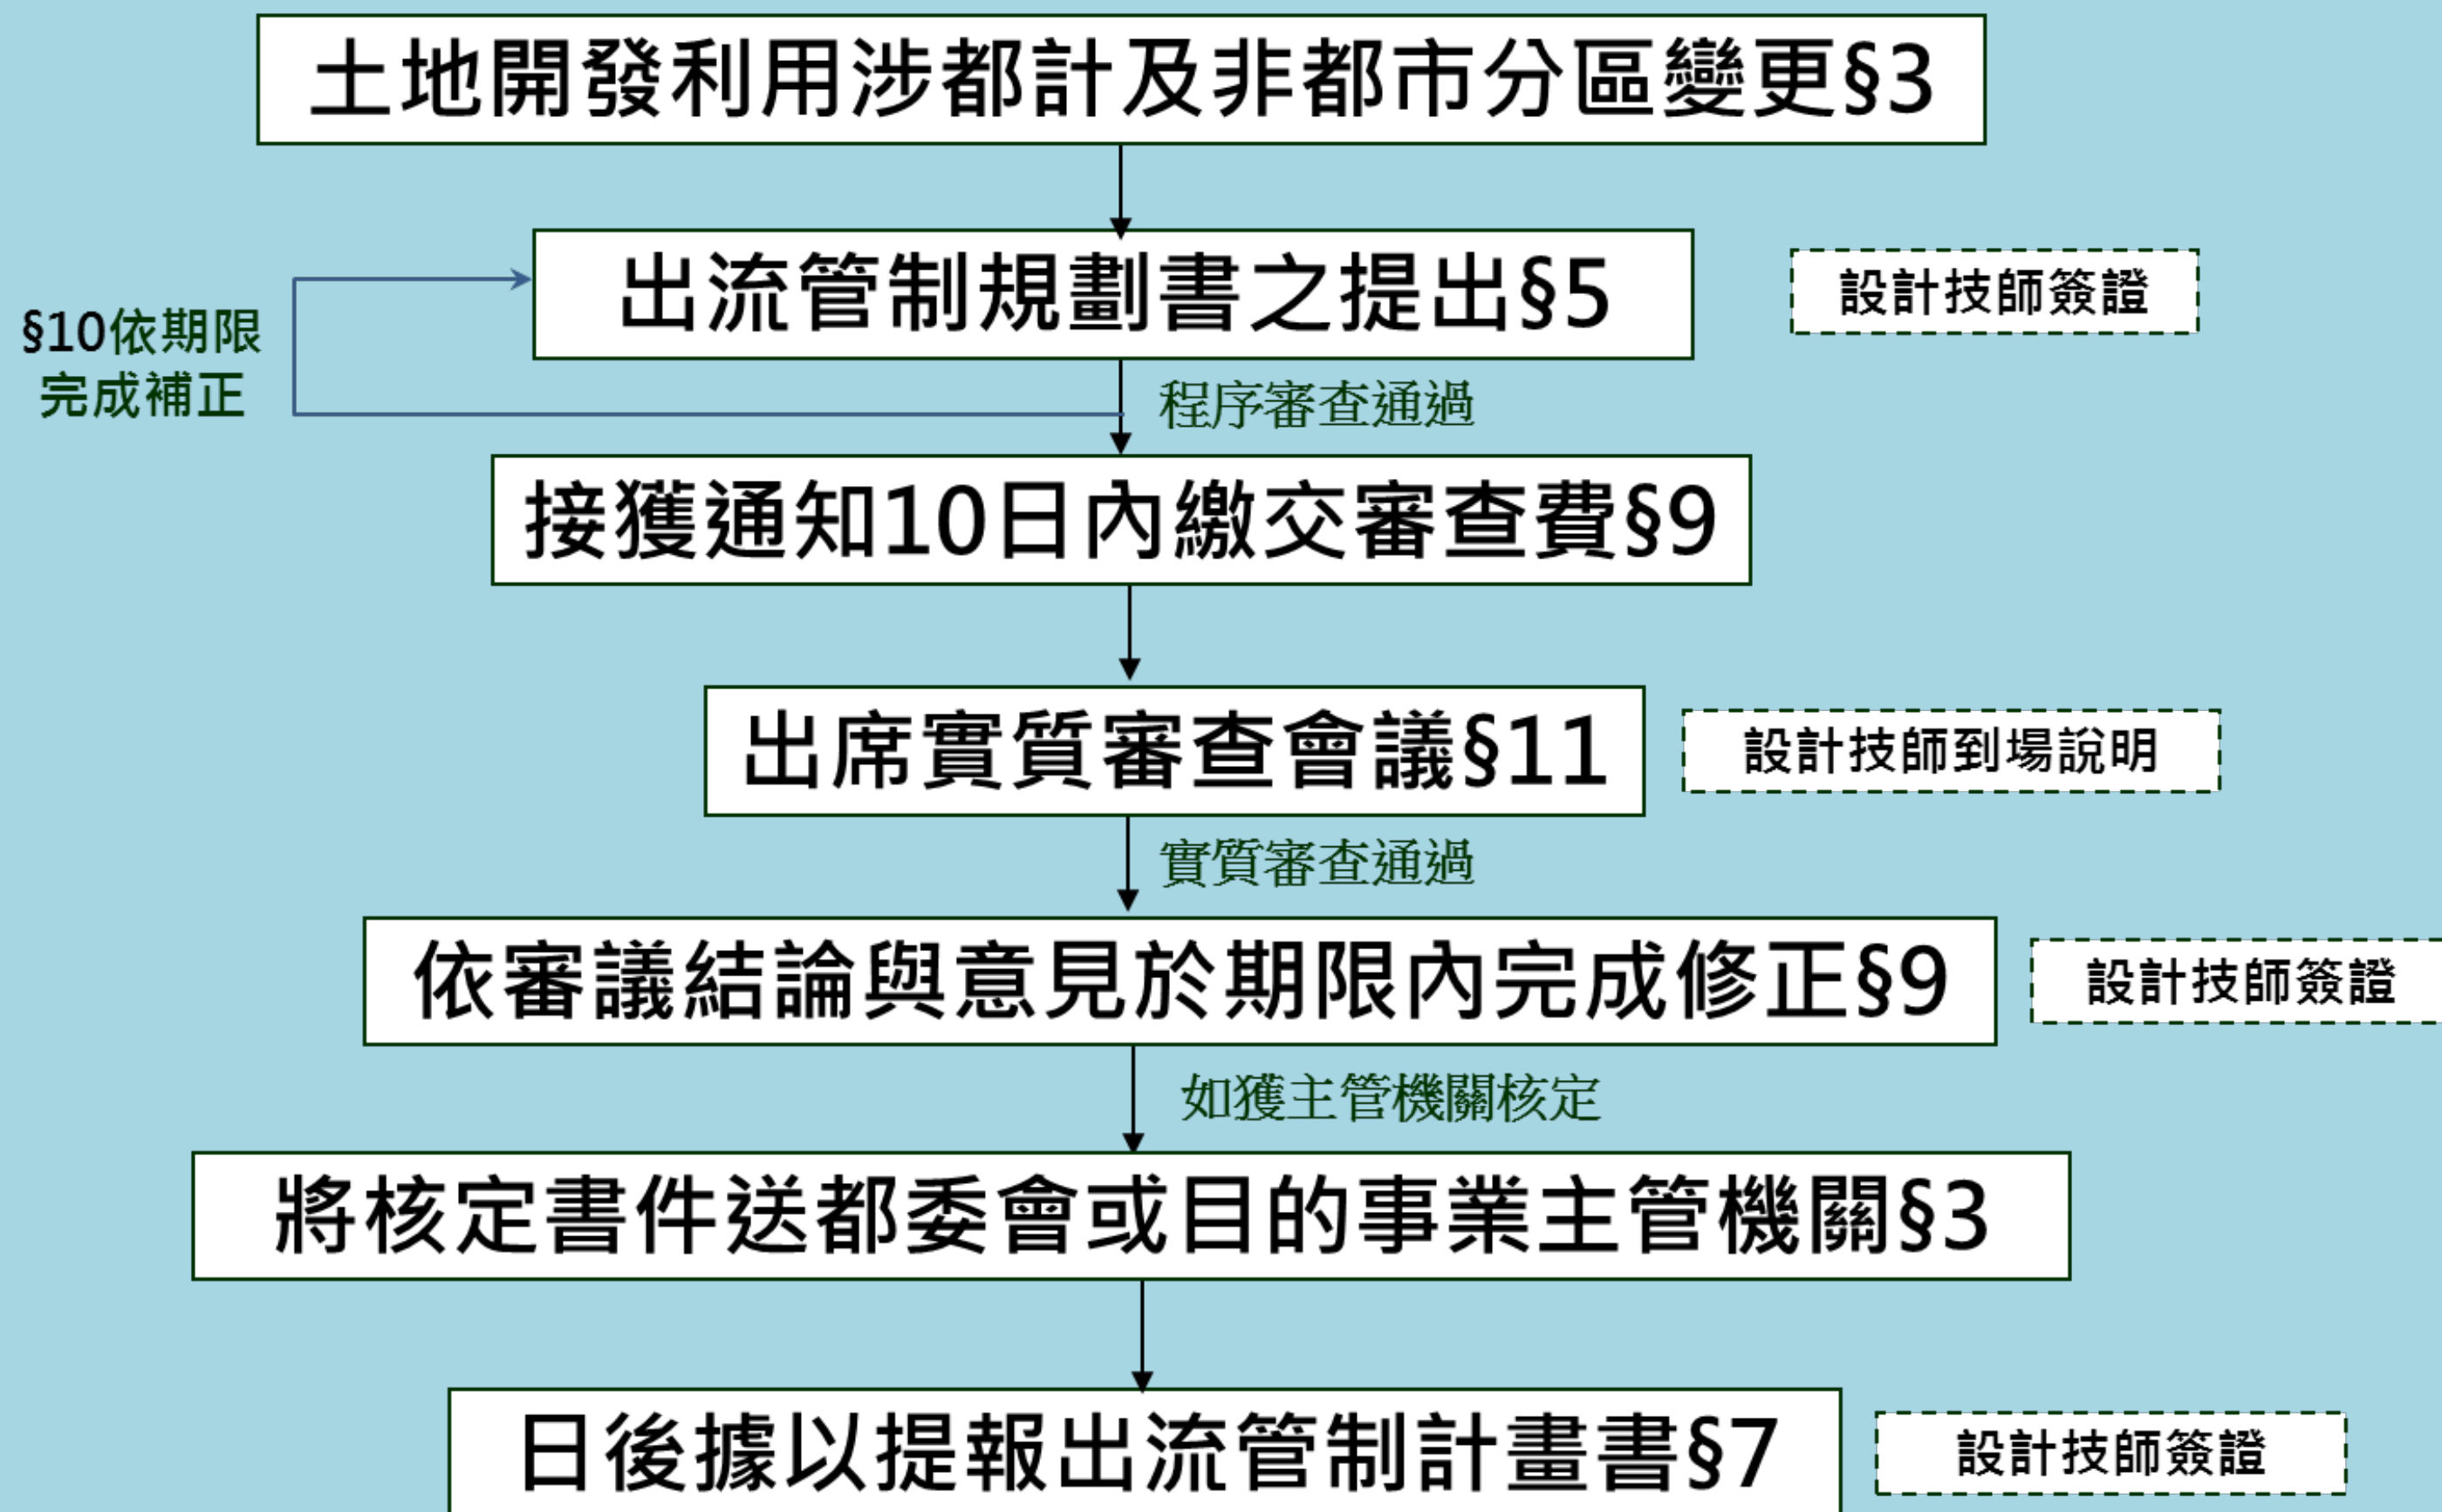 土地開發利用涉都計及非都市分區變更§3
出流管制規劃書之提出§5
設計技師簽證
§10依期限
完成補正
程序審查通過
接獲通知10日內繳交審查費§9
出席實質審查會議§11
設計技師到場說明
實質審查通過
依審議結論與意見於期限內完成修正§9
設計技師簽證
如獲主管機關核定
將核定書件送都委會或目的事業主管機關§3
日後據以提報出流管制計畫書§7
設計技師簽證